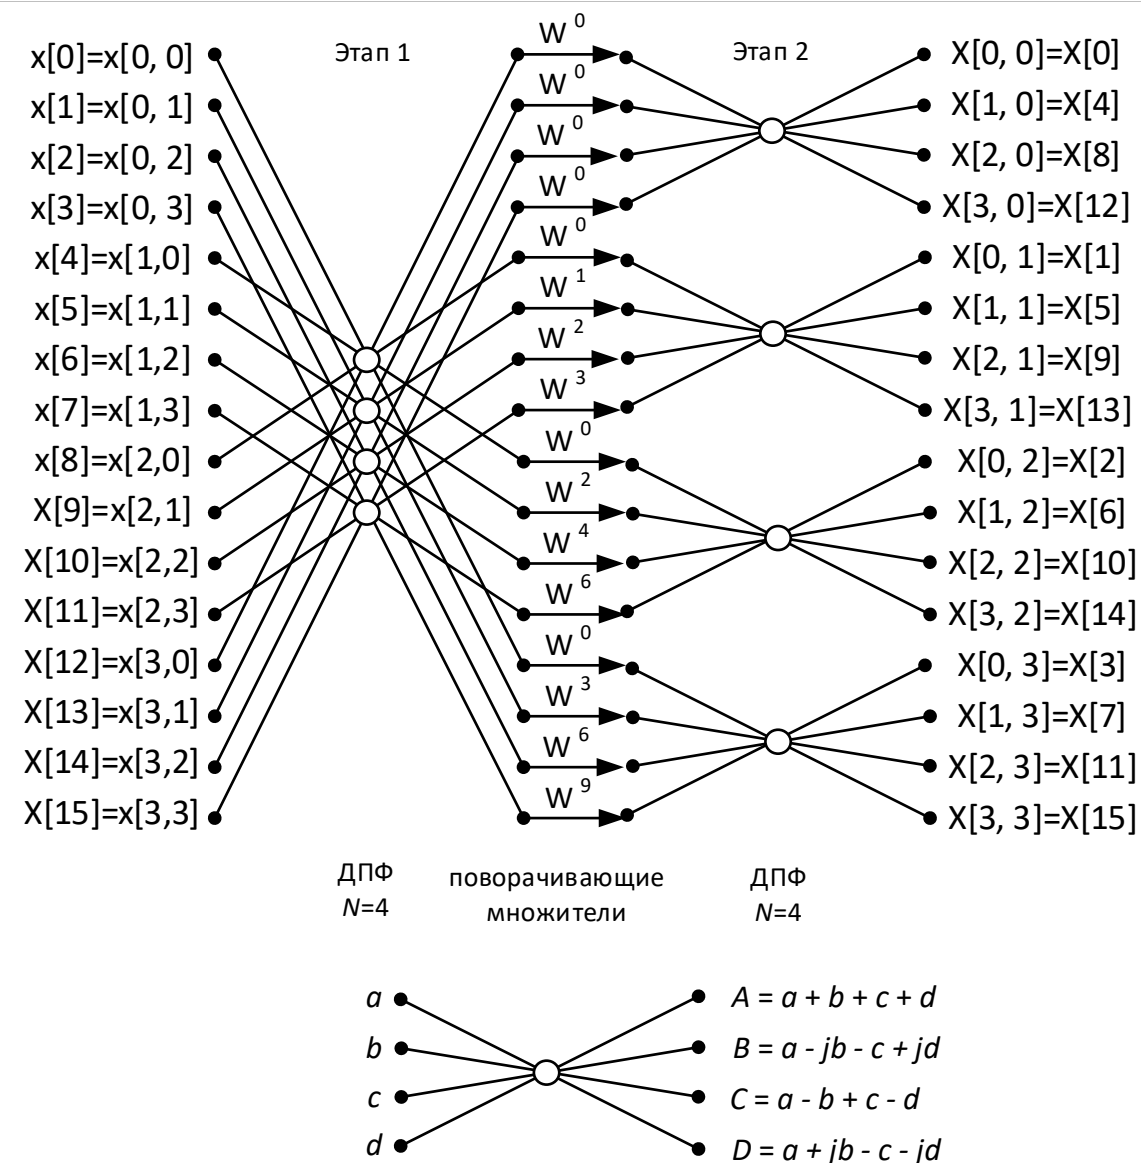 x[0]=x[0, 0] Этап 1 W 0 Этап 2 X[0, 0]=X[0]
x[1]=x[0, 1] W 0 X[1, 0]=X[4]
x[2]=x[0, 2] W 0 X[2, 0]=X[8]
x[3]=x[0, 3] W 0 X[3, 0]=X[12]
x[4]=x[1,0] W 0 X[0, 1]=X[1]
x[5]=x[1,1] W 1 X[1, 1]=X[5]
x[6]=x[1,2] W 2 X[2, 1]=X[9]
x[7]=x[1,3] W 3 X[3, 1]=X[13]
x[8]=x[2,0] W 0 X[0, 2]=X[2]
X[9]=x[2,1] W 2 X[1, 2]=X[6]
X[10]=x[2,2] W 4 X[2, 2]=X[10]
X[11]=x[2,3] W 6 X[3, 2]=X[14]
X[12]=x[3,0] W 0 X[0, 3]=X[3]
X[13]=x[3,1] W 3 X[1, 3]=X[7]
X[14]=x[3,2] W 6 X[2, 3]=X[11]
X[15]=x[3,3] W 9 X[3, 3]=X[15]
ДПФ поворачивающие ДПФ
N=4 множители N=4
a A = a + b + c + d
b B = a - jb - c + jd
c C = a - b + c - d
d D = a + jb - c - jd